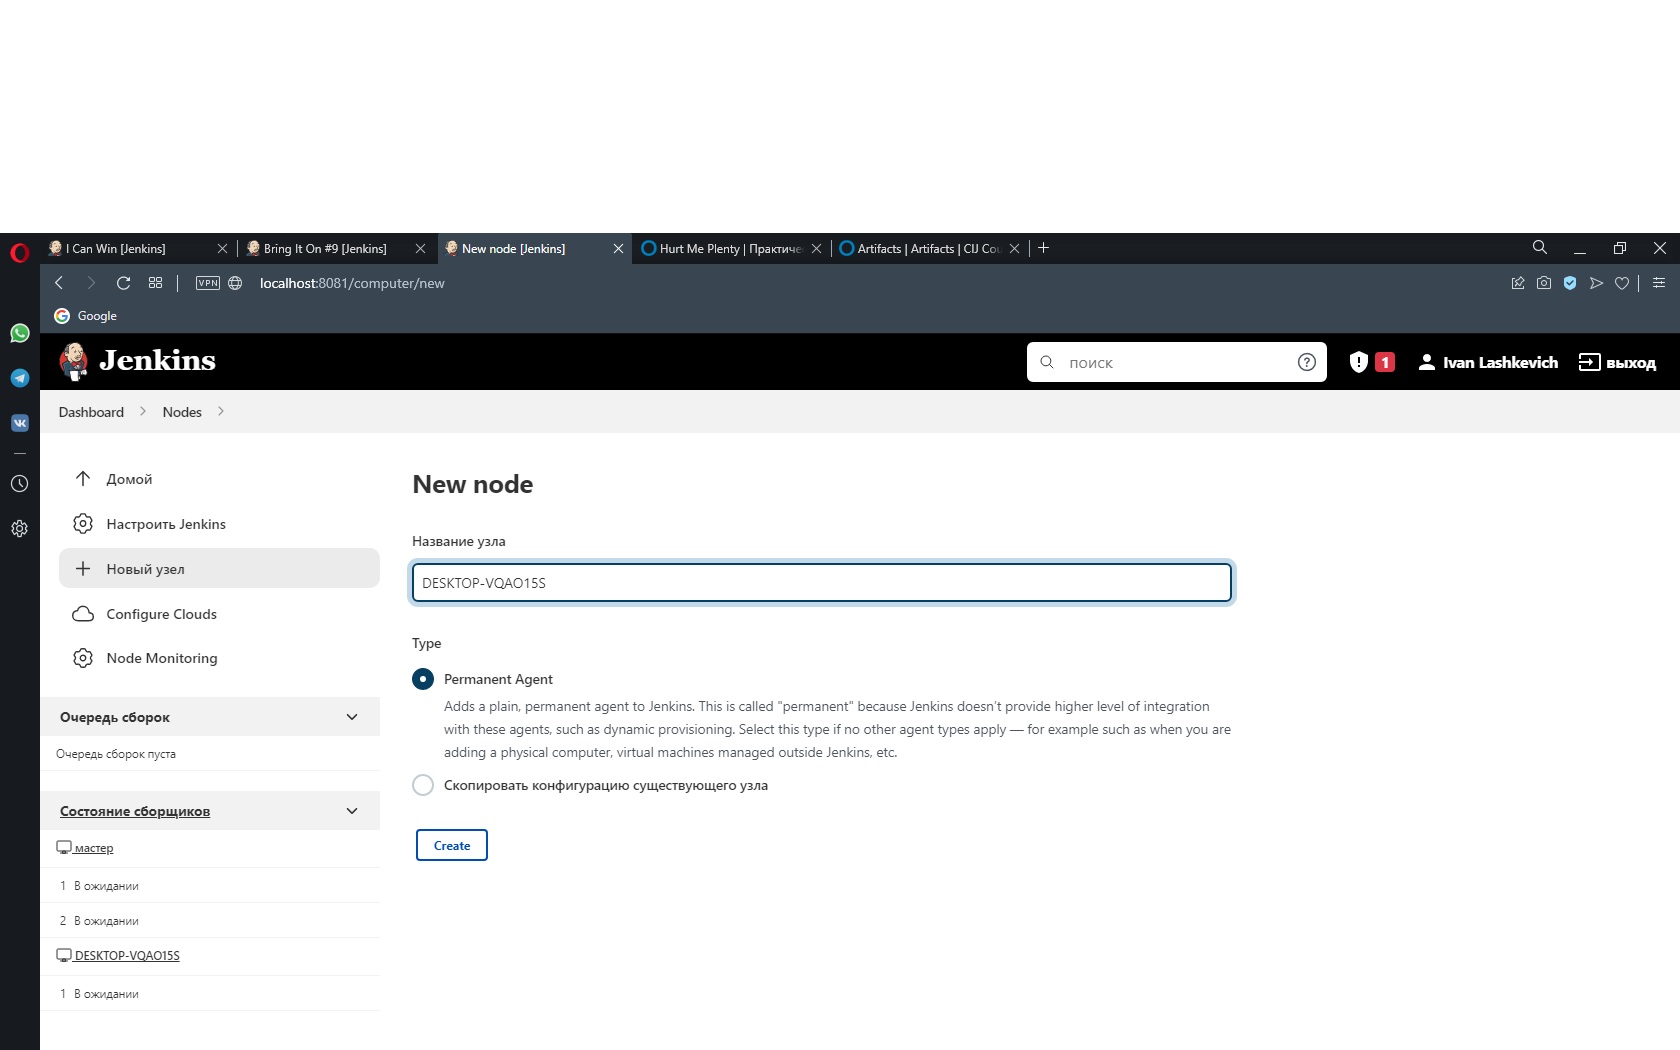 I Can Win [Jenkins]
Bring It On #9 [Jenkins]
New node [Jenkins]
Hurt Me Plenty | Практиче
Artifacts | Artifacts | CIJ Cou
VPN
localhost:8081/computer/new
Google
Jenkins
поиск
1
Ivan Lashkevich
выход
Dashboard
Nodes
Домой
Настроить Jenkins
Новый узел
Configure Clouds
Node Monitoring
Очередь сборок
Очередь сборок пуста
Состояние сборщиков
мастер
1 В ожидании
2 В ожидании
DESKTOP-VQAO15S
1 В ожидании
New node
Название узла
DESKTOP-VQAO15S
Type
Permanent Agent
Adds a plain, permanent agent to Jenkins. This is called "permanent" because Jenkins doesn’t provide higher level of integration
with these agents, such as dynamic provisioning. Select this type if no other agent types apply — for example such as when you are
adding a physical computer, virtual machines managed outside Jenkins, etc.
Скопировать конфигурацию существующего узла
Create